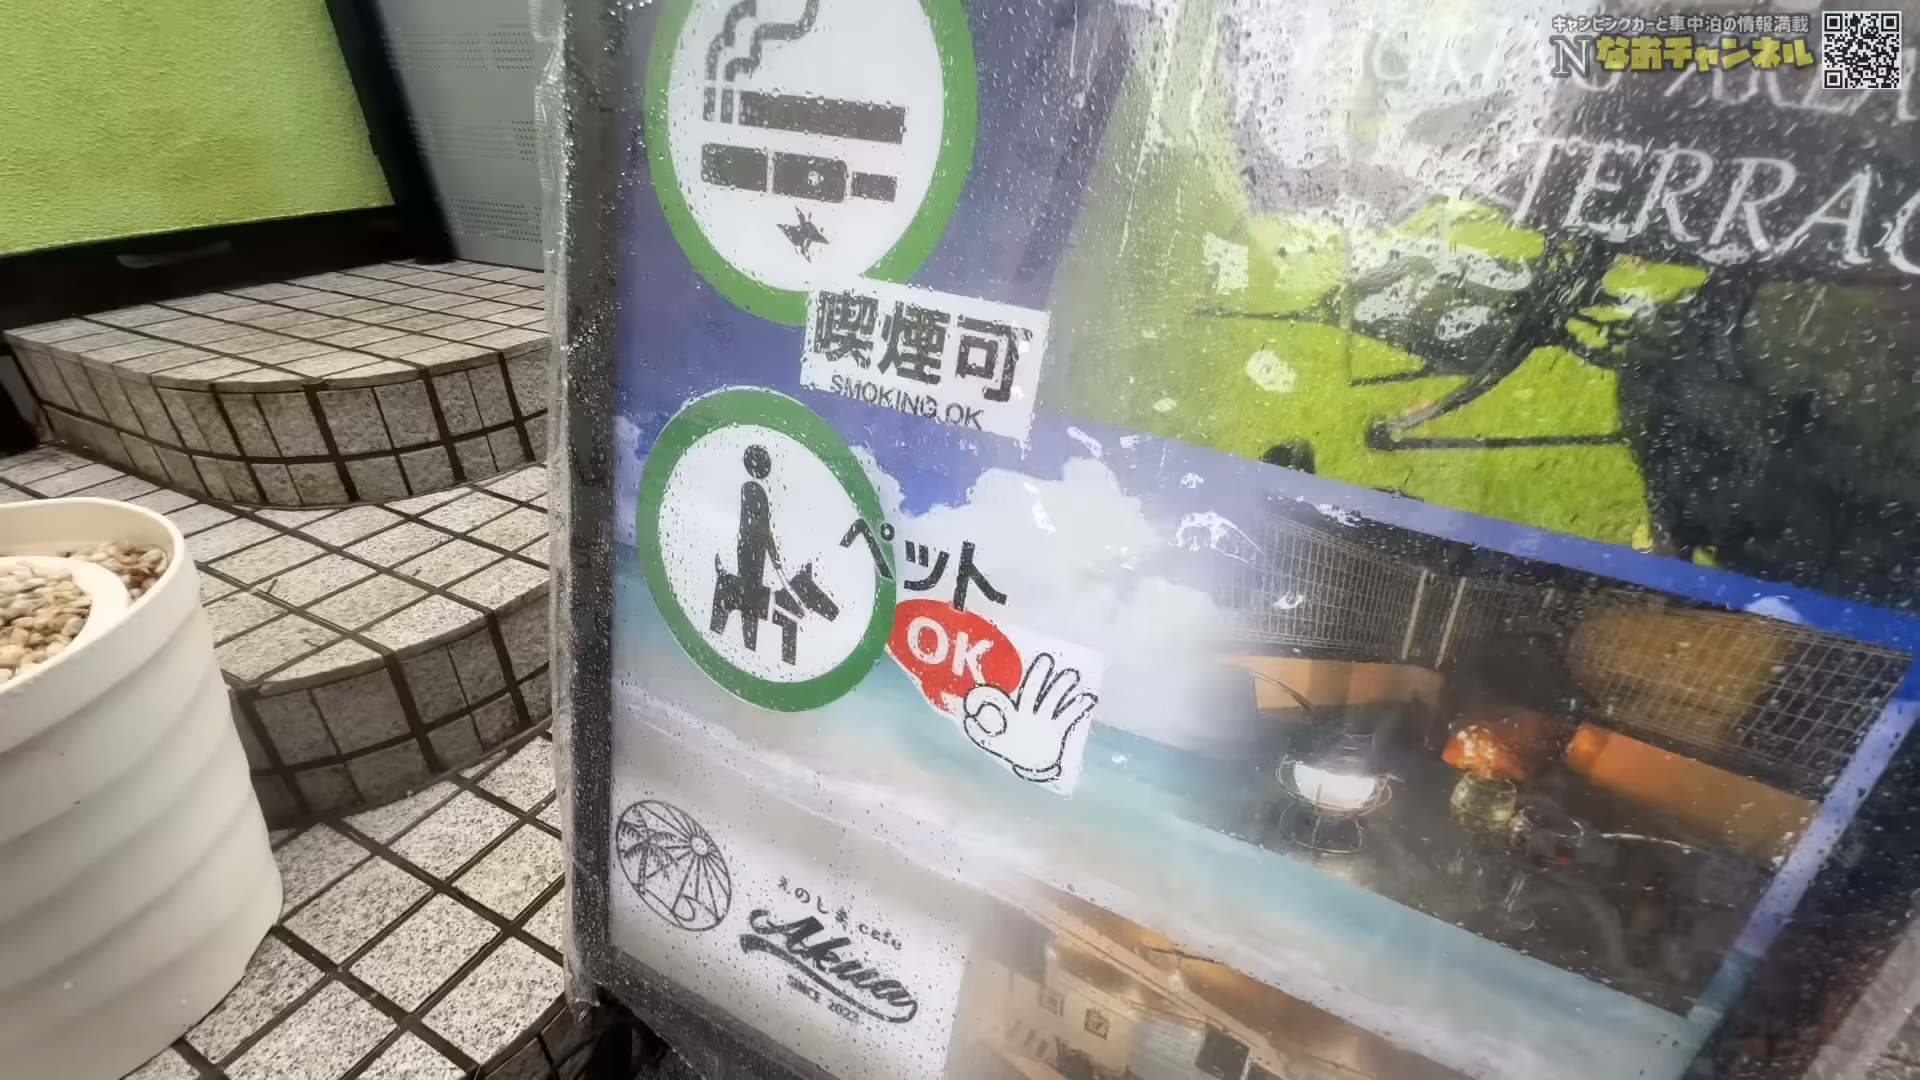 キャンピングカーと車中泊の情報満載
N なおチャンネル
TERRAC
喫煙可
SMOKING OK
ペット
OK
えのしま cafe
Akua
SINCE 2022